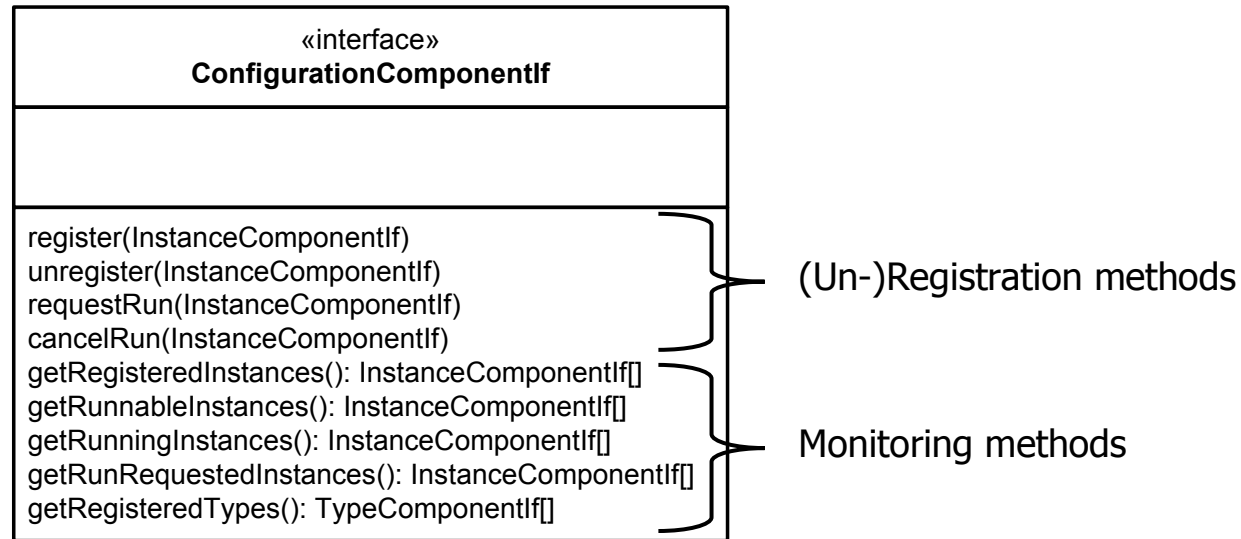 «interface»
ConfigurationComponentIf
register(InstanceComponentIf)
unregister(InstanceComponentIf)
requestRun(InstanceComponentIf)
cancelRun(InstanceComponentIf)
(Un-)Registration methods
getRegisteredInstances(): InstanceComponentIf[]
getRunnableInstances(): InstanceComponentIf[]
getRunningInstances(): InstanceComponentIf[]
getRunRequestedInstances(): InstanceComponentIf[]
getRegisteredTypes(): TypeComponentIf[]
Monitoring methods